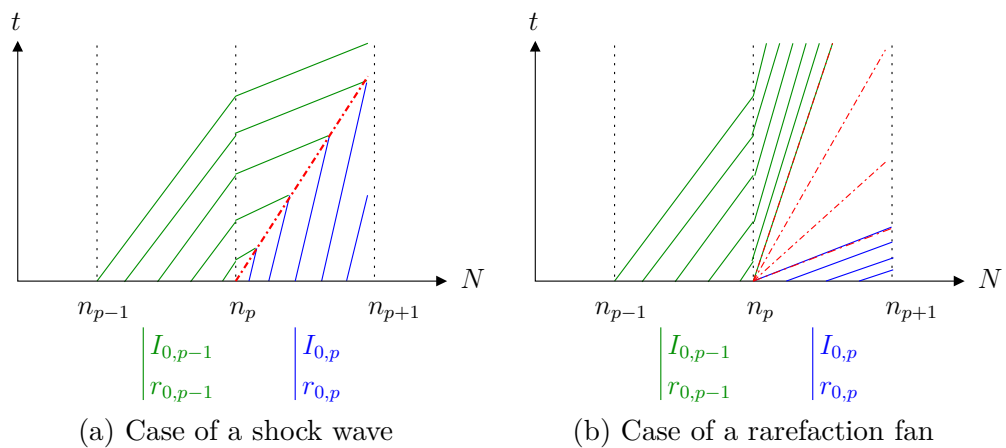 t
N
n_{p−1}
n_p
n_{p+1}
I_{0,p−1}
r_{0,p−1}
I_{0,p}
r_{0,p}
(a) Case of a shock wave
t
N
n_{p−1}
n_p
n_{p+1}
I_{0,p−1}
r_{0,p−1}
I_{0,p}
r_{0,p}
(b) Case of a rarefaction fan